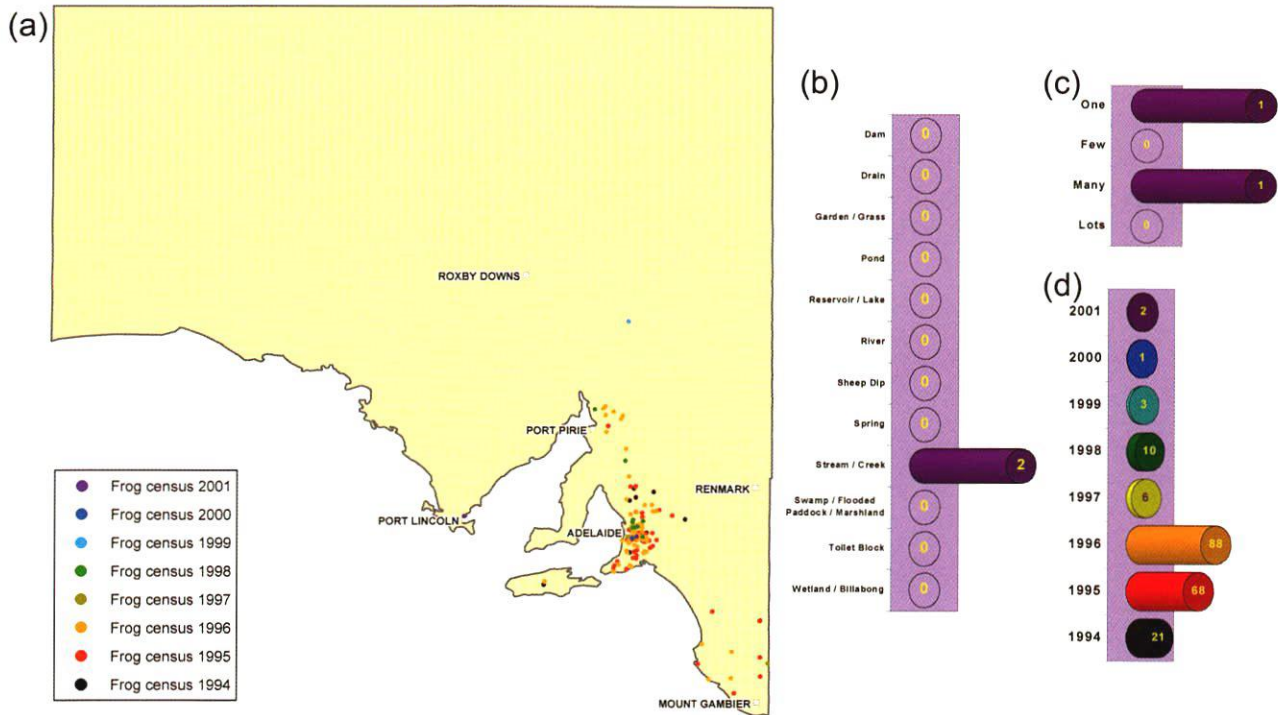 (a)
ROXBY DOWNS
PORT PIRIE
RENMARK
PORT LINCOLN
ADELAIDE
MOUNT GAMBIER
Frog census 2001
Frog census 2000
Frog census 1999
Frog census 1998
Frog census 1997
Frog census 1996
Frog census 1995
Frog census 1994
(b)
Dam 0
Drain 0
Garden / Grass 0
Pond 0
Reservoir / Lake 0
River 0
Sheep Dip 0
Spring 0
Stream / Creek 2
Swamp / Flooded
Paddock / Marshland 0
Toilet Block 0
Wetland / Billabong 0
(c)
One 1
Few 0
Many 1
Lots 0
(d)
2001 2
2000 1
1999 3
1998 10
1997 6
1996 88
1995 68
1994 21